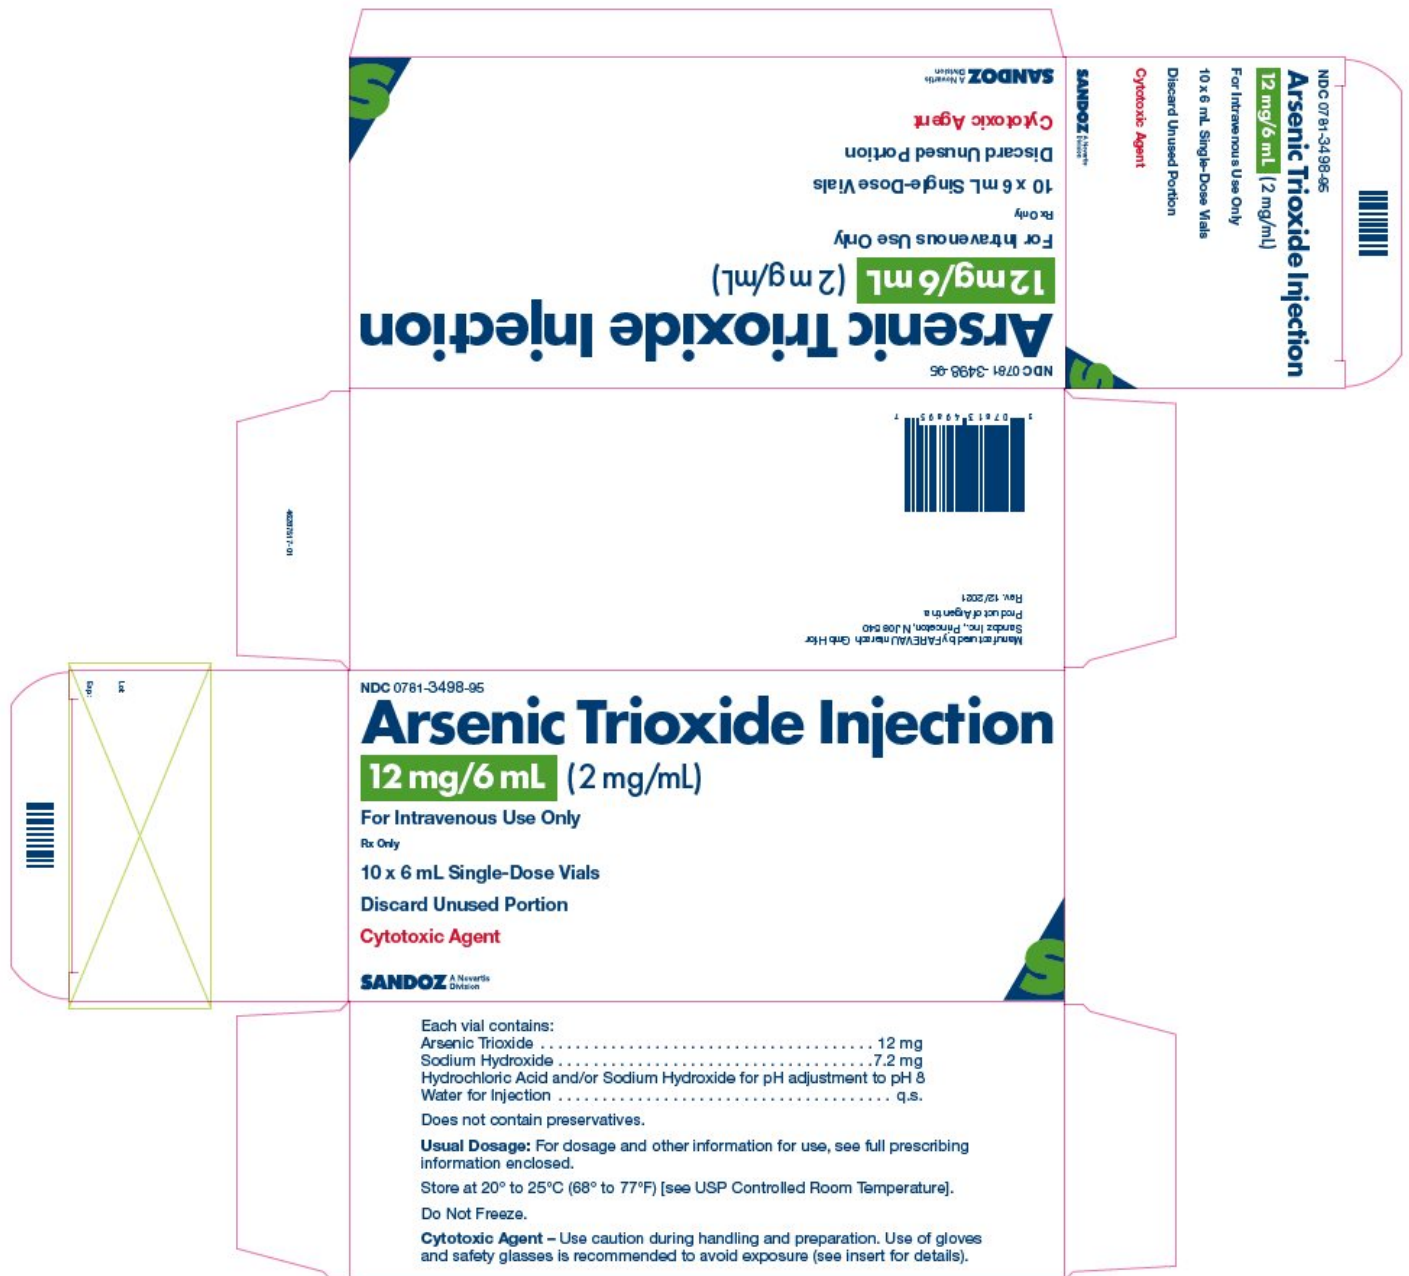 SANDOZ A Novartis
Division
Cytotoxic Agent
Discard Unused Portion
10 x 6 mL Single-Dose Vials
Rx Only
For Intravenous Use Only
12 mg/6 mL (2 mg/mL)
Arsenic Trioxide Injection
NDC 0781-3498-95
NDC 0781-3498-95
Arsenic Trioxide Injection
12 mg/6 mL (2 mg/mL)
For Intravenous Use Only
10 x 6 mL Single-Dose Vials
Discard Unused Portion
Cytotoxic Agent
SANDOZ A Novartis
Division
3 0781349895 7
Rev. 12/2021
Product of Argentina
Sandoz Inc., Princeton, NJ 08540
Manufactured by FAREVA Unterach GmbH for
46287517-01
Lot
Exp:
NDC 0781-3498-95
Arsenic Trioxide Injection
12 mg/6 mL (2 mg/mL)
For Intravenous Use Only
Rx Only
10 x 6 mL Single-Dose Vials
Discard Unused Portion
Cytotoxic Agent
SANDOZ A Novartis
Division
Each vial contains:
Arsenic Trioxide . . . . . . . . . . . . . . . . . . . . . . . . . . . . . . . . . . . . . . 12 mg
Sodium Hydroxide . . . . . . . . . . . . . . . . . . . . . . . . . . . . . . . . . . . .7.2 mg
Hydrochloric Acid and/or Sodium Hydroxide for pH adjustment to pH 8
Water for Injection . . . . . . . . . . . . . . . . . . . . . . . . . . . . . . . . . . . . . . q.s.
Does not contain preservatives.
Usual Dosage: For dosage and other information for use, see full prescribing
information enclosed.
Store at 20° to 25°C (68° to 77°F) [see USP Controlled Room Temperature].
Do Not Freeze.
Cytotoxic Agent – Use caution during handling and preparation. Use of gloves
and safety glasses is recommended to avoid exposure (see insert for details).